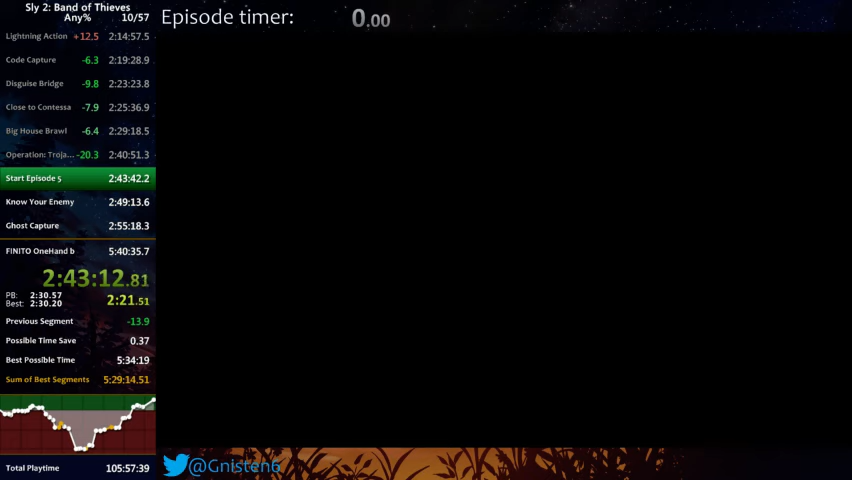 Sly 2: Band of Thieves
Any% 10/57
Episode timer: 0.00
Lightning Action +12.5 2:14:57.5
Code Capture -6.3 2:19:28.9
Disguise Bridge -9.8 2:23:23.8
Close to Contessa -7.9 2:25:36.9
Big House Brawl -6.4 2:29:18.5
Operation: Troja... -20.3 2:40:51.3
Start Episode 5 2:43:42.2
Know Your Enemy 2:49:13.6
Ghost Capture 2:55:18.3
FINITO OneHand b 5:40:35.7
2:43:12.81
PB: 2:30.57
Best: 2:30.20
2:21.51
Previous Segment -13.9
Possible Time Save 0.37
Best Possible Time 5:34:19
Sum of Best Segments 5:29:14.51
Total Playtime 105:57:39
@Gnisten6